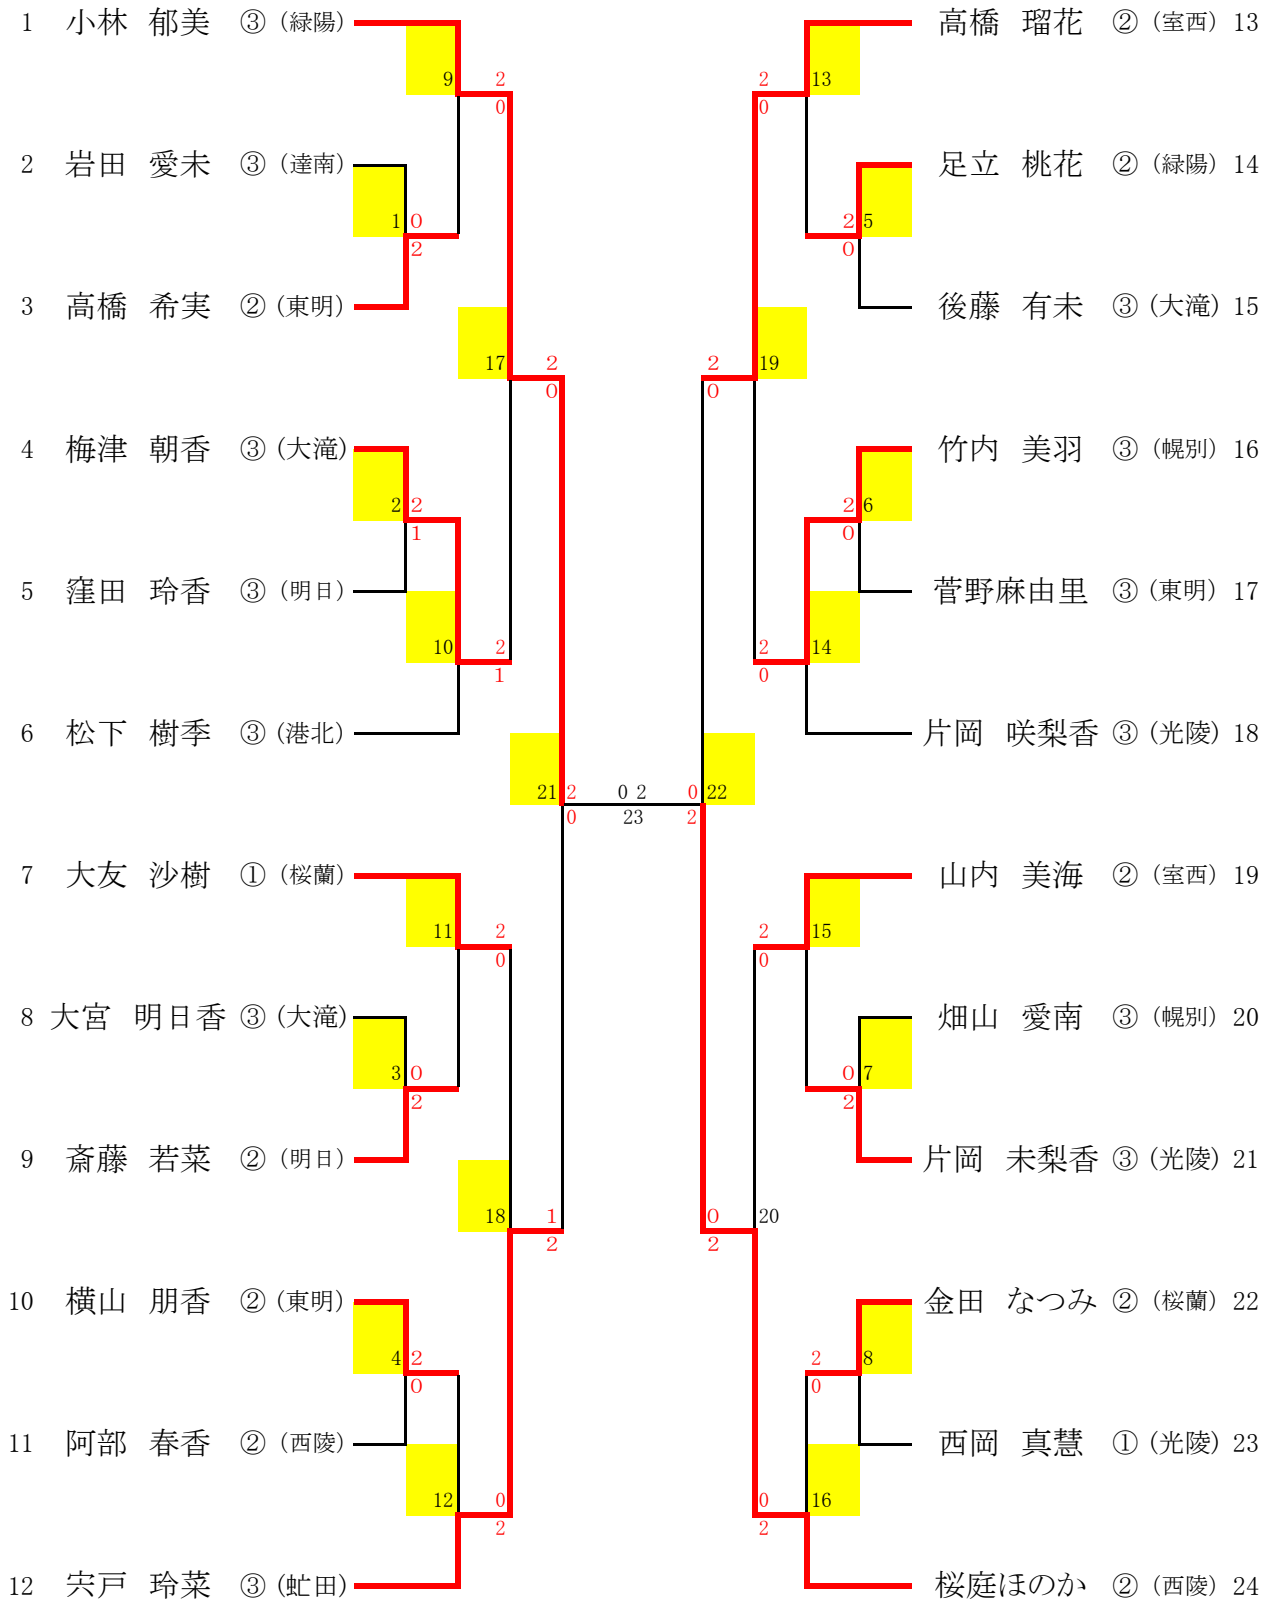 1 小林 郁美 ③ (緑陽) 高橋 瑠花 ② (室西) 13
9 2 2 13
0 0
2 岩田 愛未 ③ (達南) 足立 桃花 ② (緑陽) 14
1 0 2 5
2 0
3 高橋 希実 ② (東明) 後藤 有未 ③ (大滝) 15
17 2 2 19
0 0
4 梅津 朝香 ③ (大滝) 竹内 美羽 ③ (幌別) 16
2 2 2 6
1 0
5 窪田 玲香 ③ (明日) 菅野麻由里 ③ (東明) 17
10 2 2 14
1 0
6 松下 樹季 ③ (港北) 片岡 咲梨香 ③ (光陵) 18
21 2 0 2 0 22
0 23 2
7 大友 沙樹 ① (桜蘭) 山内 美海 ② (室西) 19
11 2 2 15
0 0
8 大宮 明日香 ③ (大滝) 畑山 愛南 ③ (幌別) 20
3 0 0 7
2 2
9 斎藤 若菜 ② (明日) 片岡 未梨香 ③ (光陵) 21
18 1 0 20
2 2
10 横山 朋香 ② (東明) 金田 なつみ ② (桜蘭) 22
4 2 2 8
0 0
11 阿部 春香 ② (西陵) 西岡 真慧 ① (光陵) 23
12 0 0 16
2 2
12 宍戸 玲菜 ③ (虻田) 桜庭ほのか ② (西陵) 24